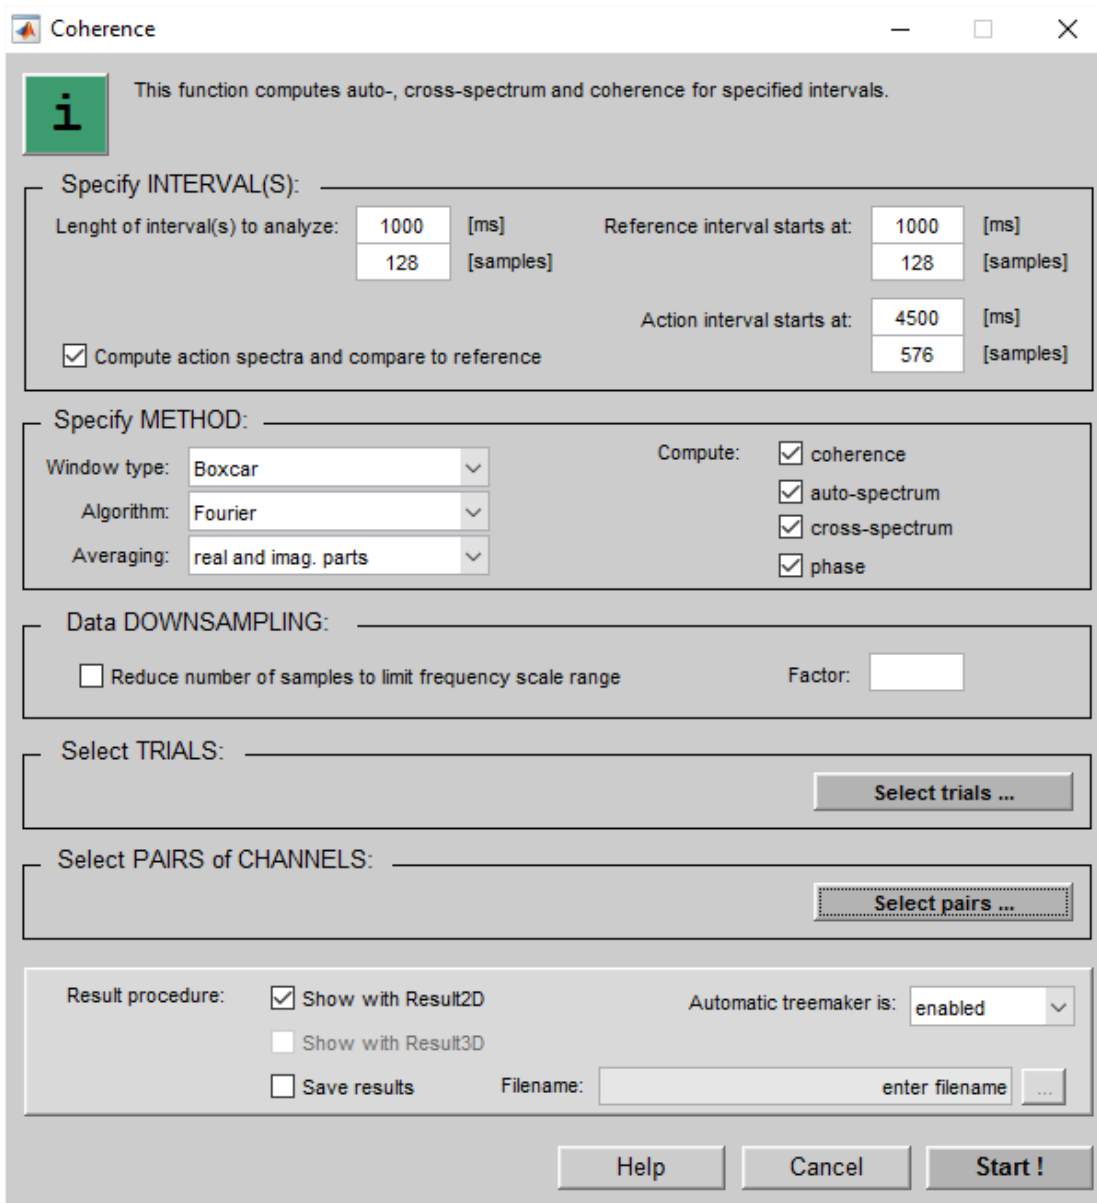 Coherence
i
This function computes auto-, cross-spectrum and coherence for specified intervals.
Specify INTERVAL(S):
Lenght of interval(s) to analyze: 1000 [ms] Reference interval starts at: 1000 [ms]
128 [samples] 128 [samples]
Action interval starts at: 4500 [ms]
Compute action spectra and compare to reference 576 [samples]
Specify METHOD:
Window type: Boxcar Compute: coherence
Algorithm: Fourier auto-spectrum
cross-spectrum
Averaging: real and imag. parts phase
Data DOWNSAMPLING:
Reduce number of samples to limit frequency scale range Factor:
Select TRIALS:
Select trials ...
Select PAIRS of CHANNELS:
Select pairs ...
Result procedure: Show with Result2D Automatic treemaker is: enabled
Show with Result3D
Save results Filename: enter filename ...
Help Cancel Start !